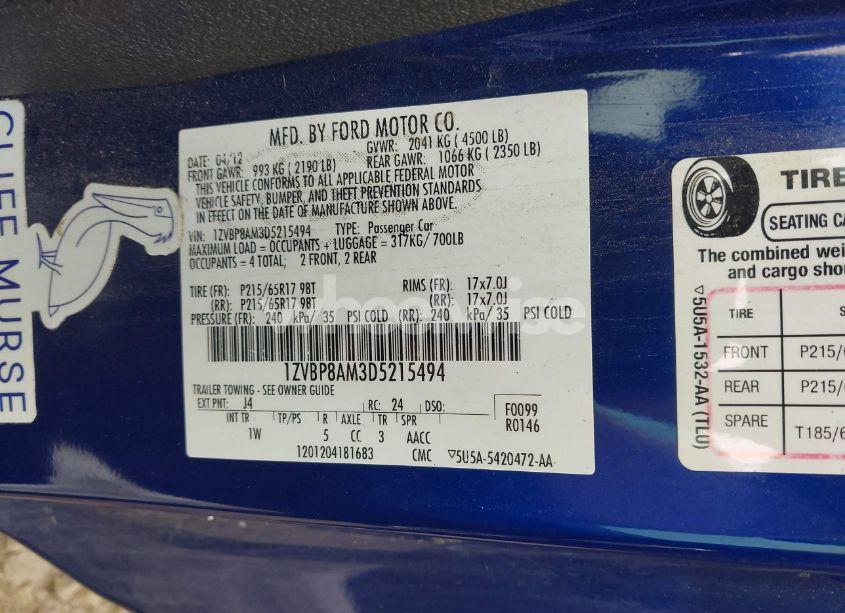 CLIFF MURSE
MFD. BY FORD MOTOR CO.
DATE: 04/12 GVWR: 2041 KG ( 4500 LB)
FRONT GAWR: 993 KG ( 2190 LB) REAR GAWR: 1066 KG ( 2350 LB)
THIS VEHICLE CONFORMS TO ALL APPLICABLE FEDERAL MOTOR
VEHICLE SAFETY, BUMPER, AND THEFT PREVENTION STANDARDS
IN EFFECT ON THE DATE OF MANUFACTURE SHOWN ABOVE.
VIN: 1ZVBP8AM3D5215494 TYPE: Passenger Car
MAXIMUM LOAD = OCCUPANTS + LUGGAGE = 317KG/ 700LB
OCCUPANTS = 4 TOTAL; 2 FRONT, 2 REAR
TIRE (FR): P215/65R17 98T RIMS (FR): 17x7.0J
(RR): P215/65R17 98T (RR): 17x7.0J
PRESSURE (FR): 240 kPa/ 35 PSI COLD (RR): 240 kPa/ 35 PSI COLD
wheelwise
1ZVBP8AM3D5215494
TRAILER TOWING - SEE OWNER GUIDE
EXT PNT: J4 RC: 24 DSO: F0099
INT TR TP/PS R AXLE TR SPR R0146
1W 5 CC 3 AACC
1201204181683 CMC ▽5U5A-5420472-AA
▽5U5A-1532-AA (TLU)
TIRE
SEATING CA
The combined wei
and cargo sho
TIRE S
FRONT P215/6
REAR P215/
SPARE T185/6